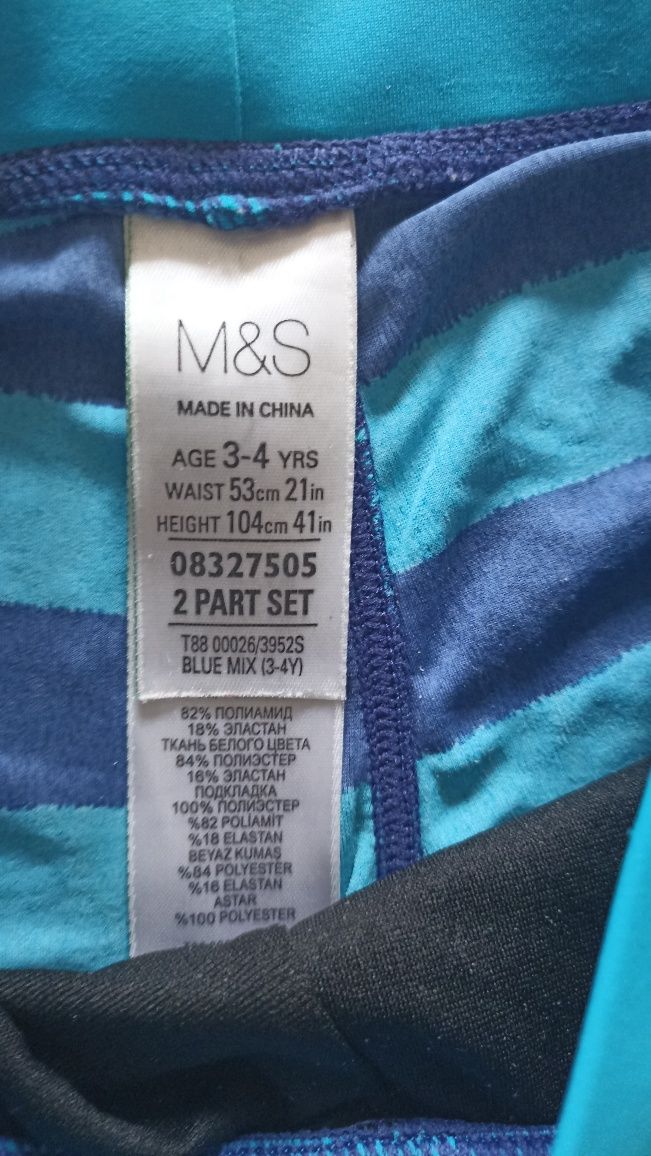 M&S
MADE IN CHINA
AGE 3-4 YRS
WAIST 53cm 21in
HEIGHT 104cm 41in
08327505
2 PART SET
T88 00026/3952S
BLUE MIX (3-4Y)
82% ПОЛИАМИД
18% ЭЛАСТАН
ТКАНЬ БЕЛОГО ЦВЕТА
84% ПОЛИЭСТЕР
16% ЭЛАСТАН
ПОДКЛАДКА
100% ПОЛИЭСТЕР
%82 POLİAMİT
%18 ELASTAN
BEYAZ KUMAŞ
%84 POLYESTER
%16 ELASTAN
ASTAR
%100 POLYESTER